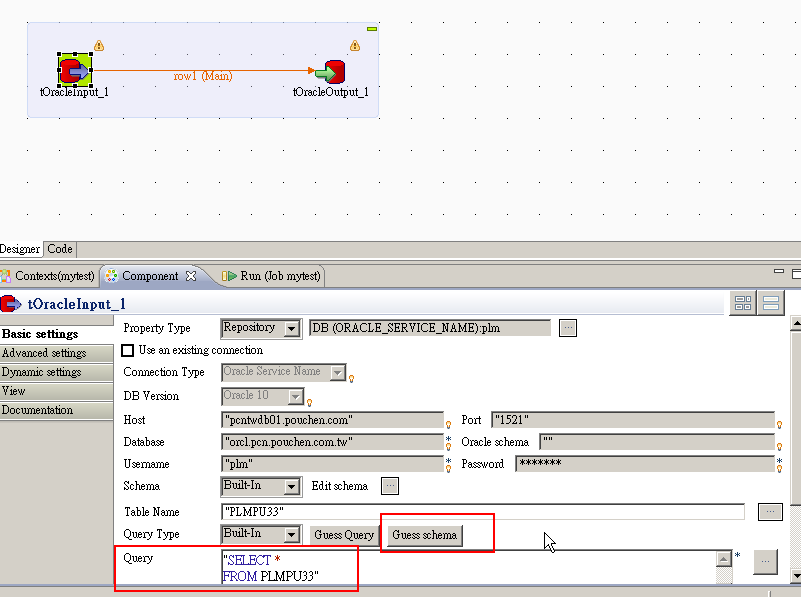 row1 (Main)
tOracleInput_1
tOracleOutput_1
Designer Code
Contexts(mytest) Component Run (Job mytest)
tOracleInput_1
Basic settings
Advanced settings
Dynamic settings
View
Documentation
Property Type Repository DB (ORACLE_SERVICE_NAME):plm ...
Use an existing connection
Connection Type Oracle Service Name
DB Version Oracle 10
Host "pcntwdb01.pouchen.com" Port "1521"
Database "orcl.pcn.pouchen.com.tw" * Oracle schema "" *
Username "plm" * Password ******* *
Schema Built-In Edit schema ...
Table Name "PLMPU33" ...
Query Type Built-In Guess Query Guess schema
Query "SELECT * * ...
FROM PLMPU33"